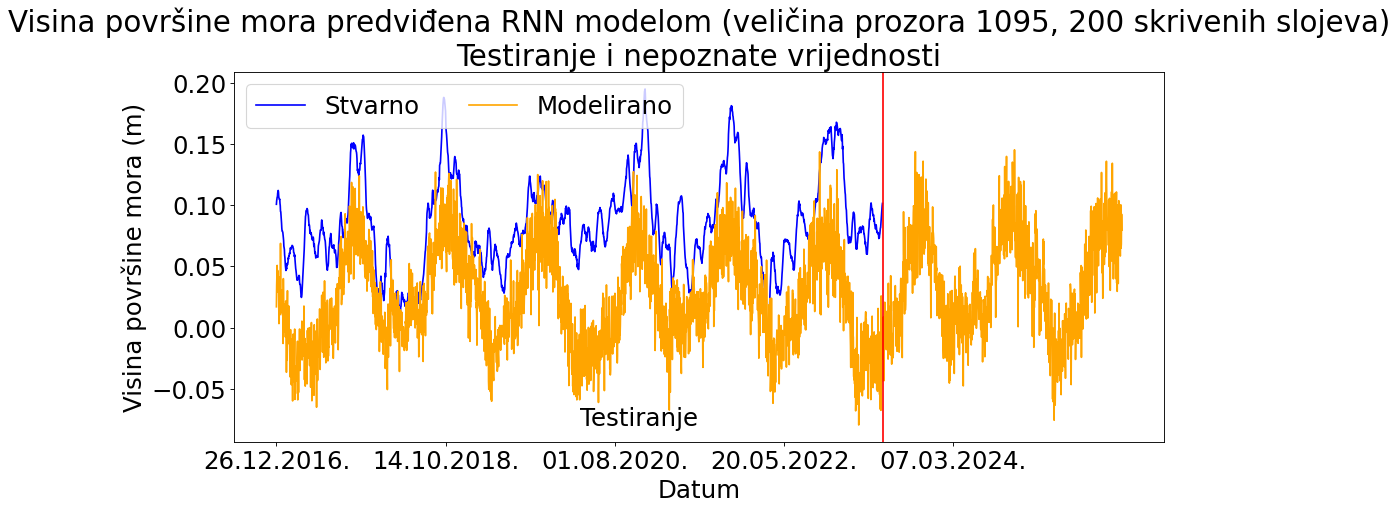 Visina površine mora predviđena RNN modelom (veličina prozora 1095, 200 skrivenih slojeva)
Testiranje i nepoznate vrijednosti
Stvarno
Modelirano
Visina površine mora (m)
0.20
0.15
0.10
0.05
0.00
−0.05
Testiranje
26.12.2016.
14.10.2018.
01.08.2020.
20.05.2022.
07.03.2024.
Datum